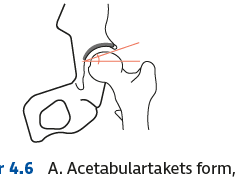 4.6 A. Acetabulartakets form,